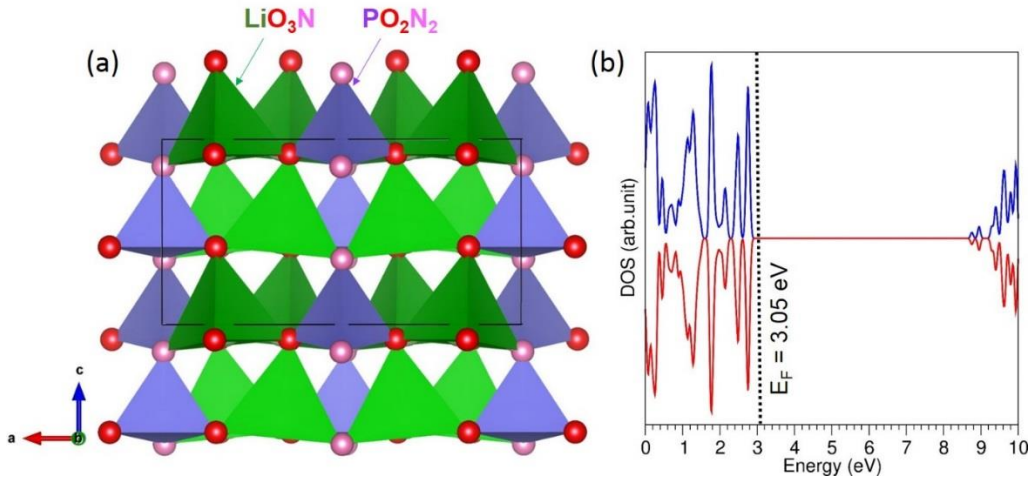 LiO₃N PO₂N₂
(a)
(b)
c
a
b
DOS (arb.unit)
E_F = 3.05 eV
0 1 2 3 4 5 6 7 8 9 10
Energy (eV)